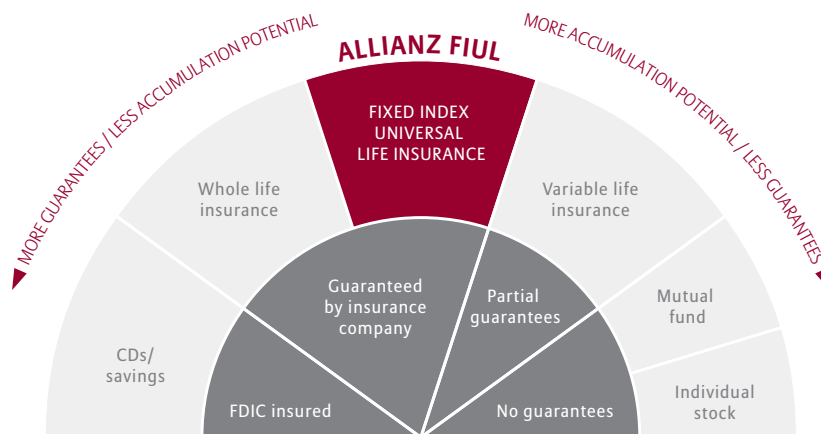 MORE GUARANTEES / LESS ACCUMULATION POTENTIAL
ALLIANZ FIUL
MORE ACCUMULATION POTENTIAL / LESS GUARANTEES
FIXED INDEX
UNIVERSAL
LIFE INSURANCE
Whole life
insurance
Variable life
insurance
CDs/
savings
Mutual
fund
Individual
stock
Guaranteed
by insurance
company
Partial
guarantees
FDIC insured
No guarantees